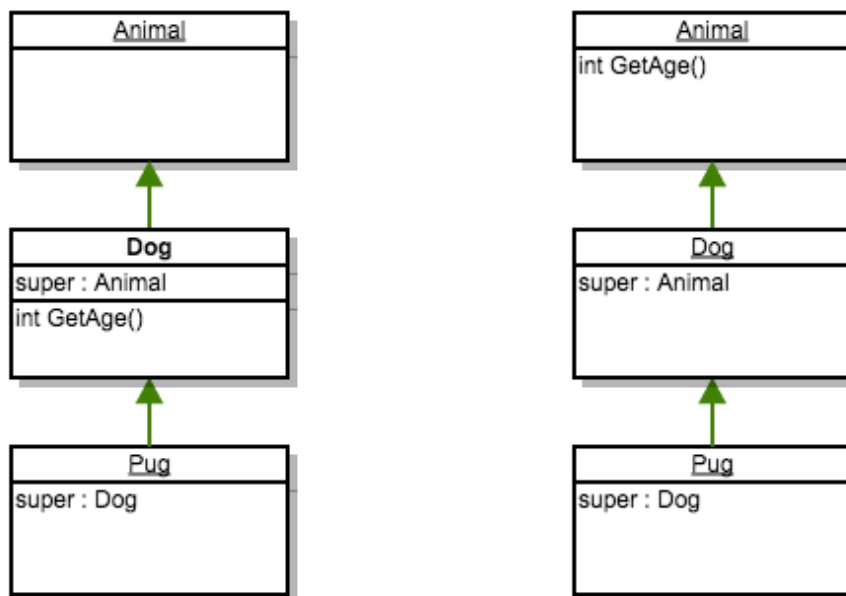 Animal
Dog
super : Animal
int GetAge()
Pug
super : Dog
Animal
int GetAge()
Dog
super : Animal
Pug
super : Dog